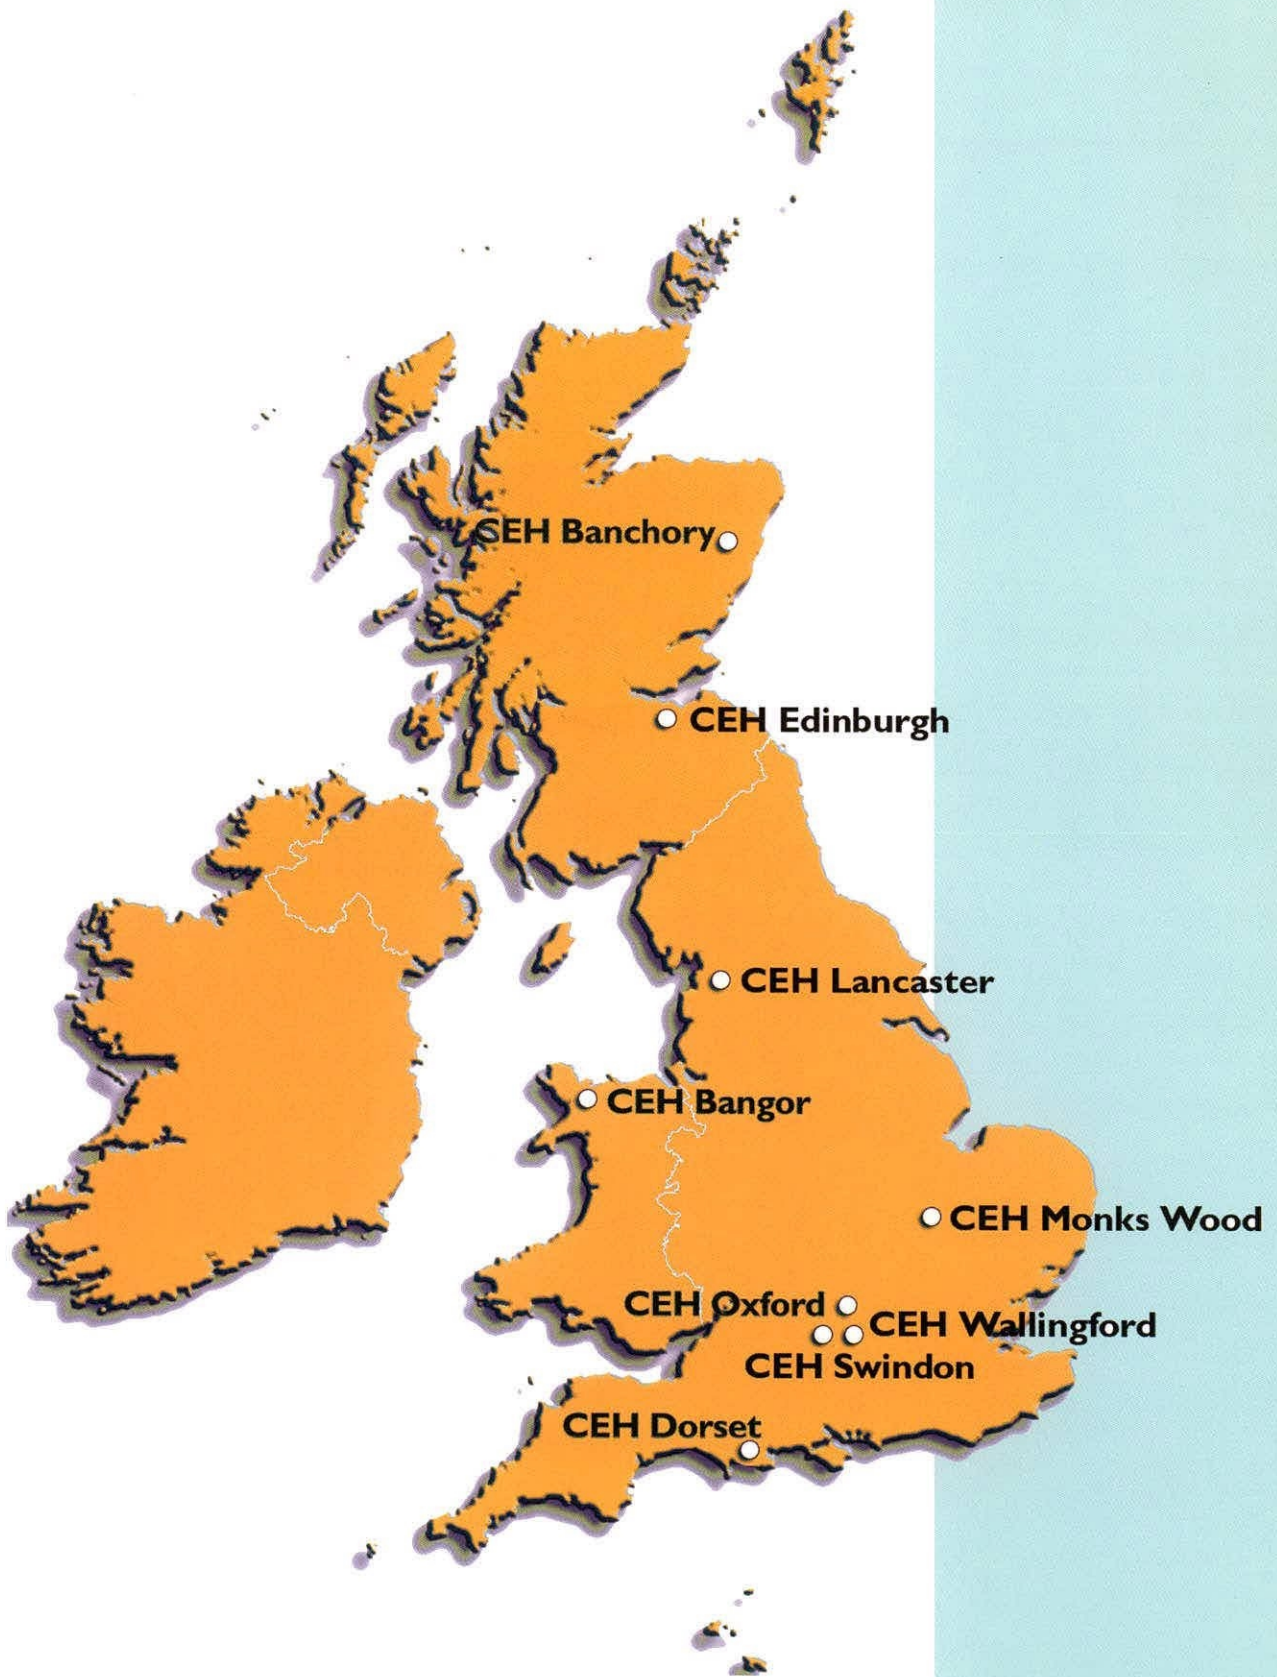 CEH Banchory
CEH Edinburgh
CEH Lancaster
CEH Bangor
CEH Monks Wood
CEH Oxford
CEH Wallingford
CEH Swindon
CEH Dorset